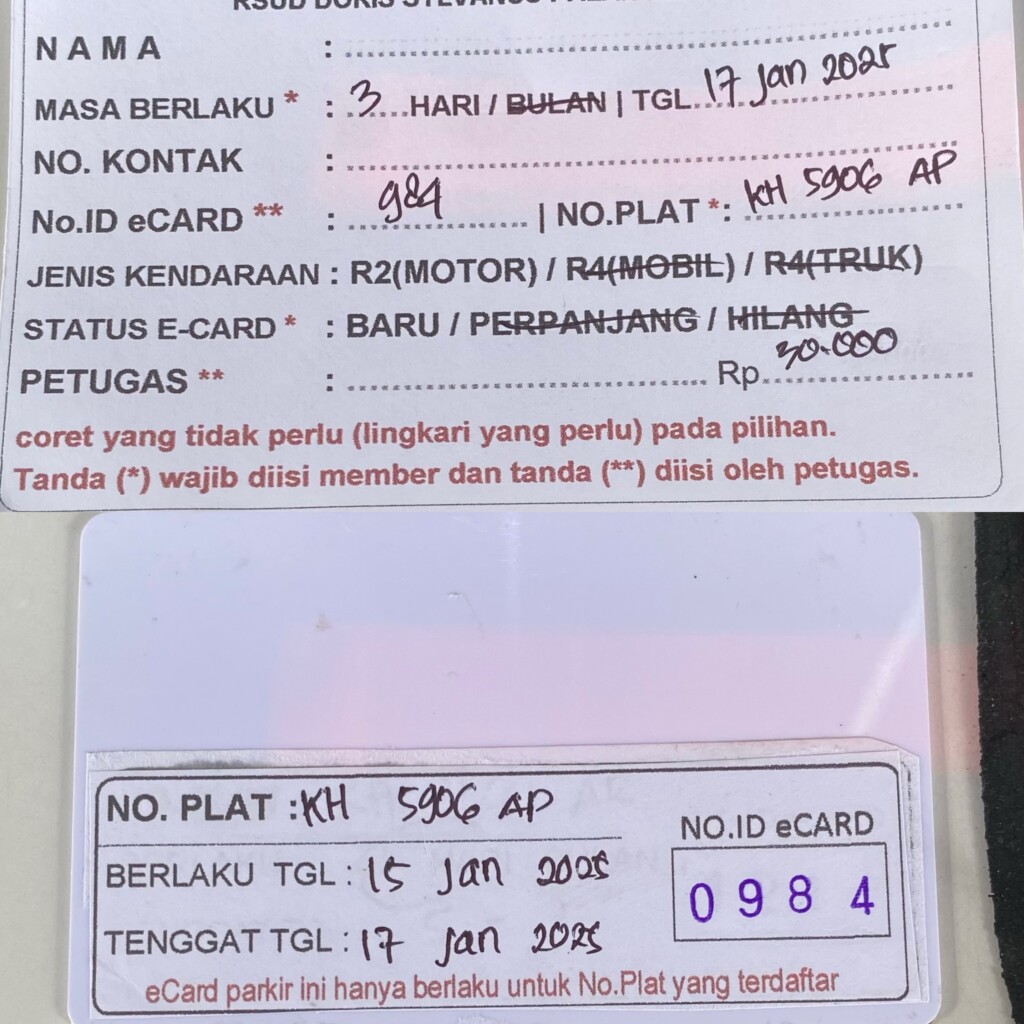 RSUD DORIS SYLVANUS
NAMA :
MASA BERLAKU * : 3 HARI / BULAN | TGL. 17 Jan 2025
NO. KONTAK :
No.ID eCARD ** : 984 | NO.PLAT *: KH 5906 AP
JENIS KENDARAAN : R2(MOTOR) / R4(MOBIL) / R4(TRUK)
STATUS E-CARD * : BARU / PERPANJANG / HILANG
PETUGAS ** : Rp. 30.000
coret yang tidak perlu (lingkari yang perlu) pada pilihan.
Tanda (*) wajib diisi member dan tanda (**) diisi oleh petugas.
NO. PLAT : KH 5906 AP
NO.ID eCARD
BERLAKU TGL : 15 Jan 2025
0984
TENGGAT TGL : 17 Jan 2025
eCard parkir ini hanya berlaku untuk No.Plat yang terdaftar